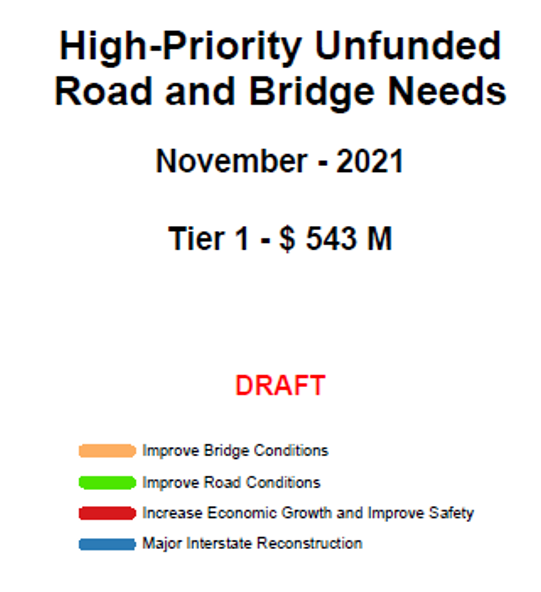 High-Priority Unfunded
Road and Bridge Needs
November - 2021
Tier 1 - $ 543 M
DRAFT
Improve Bridge Conditions
Improve Road Conditions
Increase Economic Growth and Improve Safety
Major Interstate Reconstruction